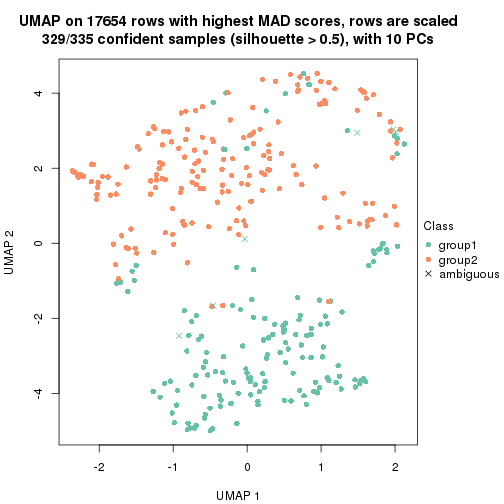 UMAP on 17654 rows with highest MAD scores, rows are scaled
329/335 confident samples (silhouette > 0.5), with 10 PCs
4
2
0
-2
-4
UMAP 2
-2
-1
0
1
2
UMAP 1
Class
group1
group2
ambiguous